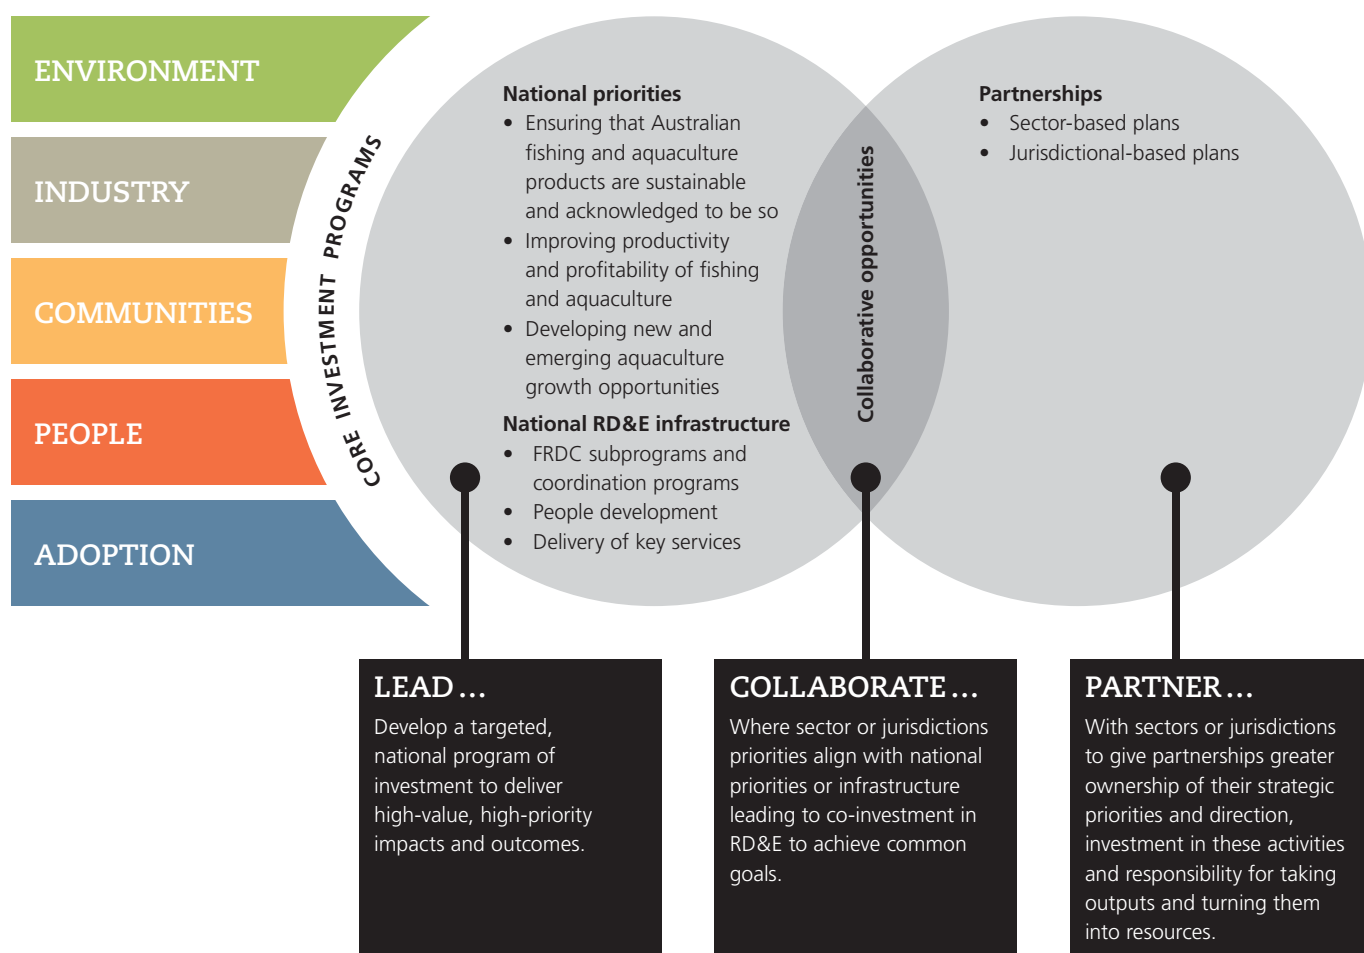 ENVIRONMENT
INDUSTRY
COMMUNITIES
PEOPLE
ADOPTION
CORE INVESTMENT PROGRAMS
National priorities
• Ensuring that Australian
fishing and aquaculture
products are sustainable
and acknowledged to be so
• Improving productivity
and profitability of fishing
and aquaculture
• Developing new and
emerging aquaculture
growth opportunities
National RD&E infrastructure
• FRDC subprograms and
coordination programs
• People development
• Delivery of key services
Collaborative opportunities
Partnerships
• Sector-based plans
• Jurisdictional-based plans
LEAD...
Develop a targeted,
national program of
investment to deliver
high-value, high-priority
impacts and outcomes.
COLLABORATE...
Where sector or jurisdictions
priorities align with national
priorities or infrastructure
leading to co-investment in
RD&E to achieve common
goals.
PARTNER...
With sectors or jurisdictions
to give partnerships greater
ownership of their strategic
priorities and direction,
investment in these activities
and responsibility for taking
outputs and turning them
into resources.